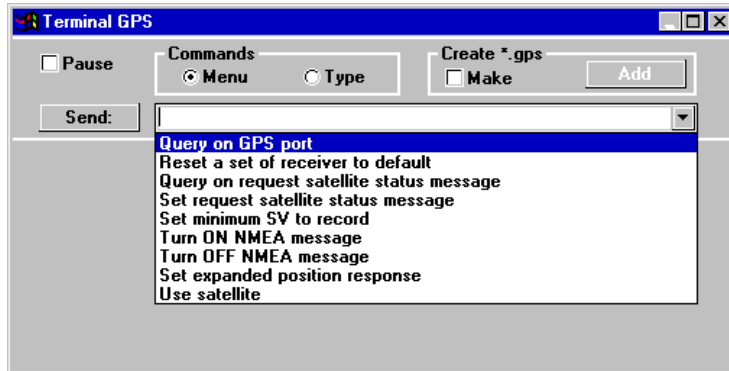 Terminal GPS
Pause
Commands
Menu
Type
Create *.gps
Make
Add
Send:
Query on GPS port
Reset a set of receiver to default
Query on request satellite status message
Set request satellite status message
Set minimum SV to record
Turn ON NMEA message
Turn OFF NMEA message
Set expanded position response
Use satellite